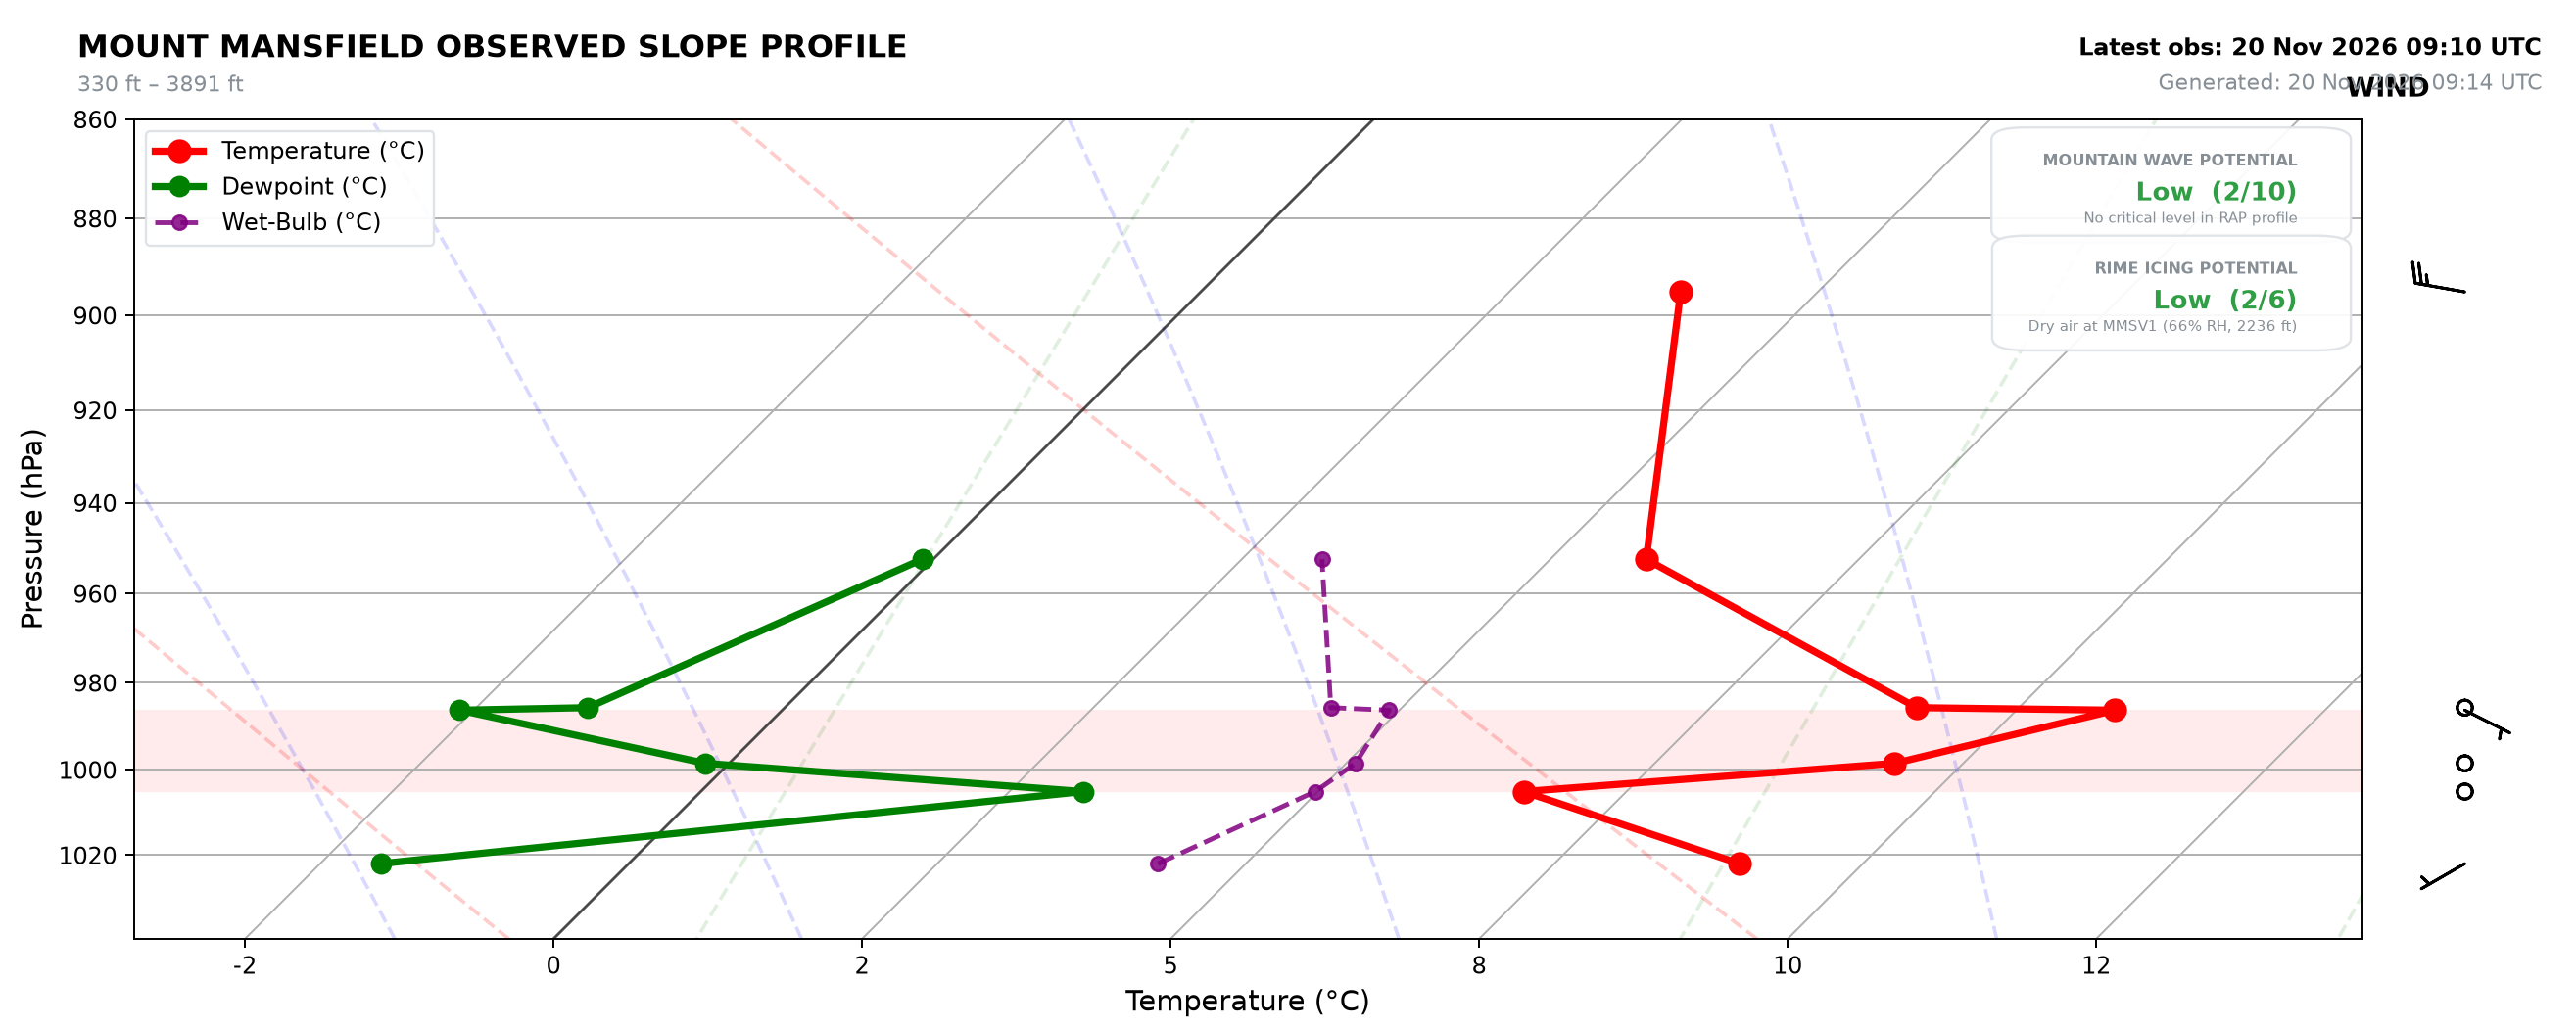 MOUNT MANSFIELD OBSERVED SLOPE PROFILE
330 ft – 3891 ft
Latest obs: 20 Nov 2026 09:10 UTC
Generated: 20 Nov 2026 09:14 UTC
WIND
Temperature (°C)
Dewpoint (°C)
Wet-Bulb (°C)
MOUNTAIN WAVE POTENTIAL
Low (2/10)
No critical level in RAP profile
RIME ICING POTENTIAL
Low (2/6)
Dry air at MMSV1 (66% RH, 2236 ft)
Pressure (hPa)
860
880
900
920
940
960
980
1000
1020
-2
0
2
5
8
10
12
Temperature (°C)